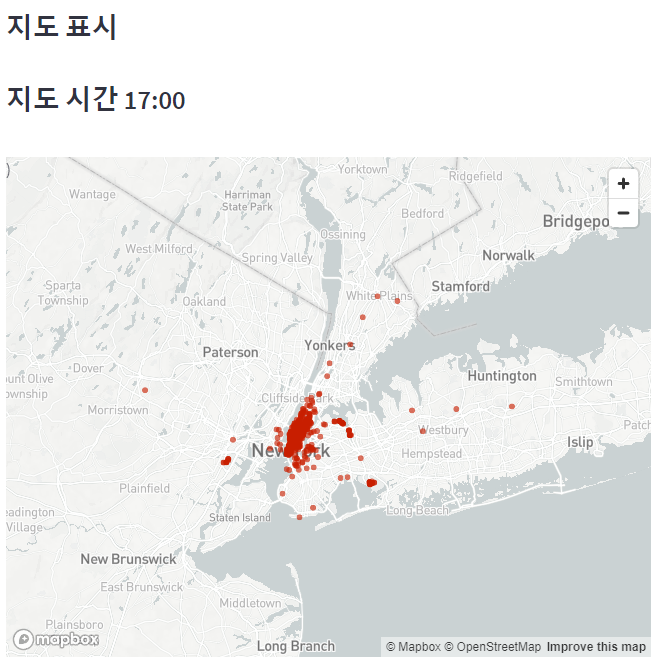 지도 표시
지도 시간 17:00
Yorktown
Ridgefield
Wantage
Harriman
State Park
Bedford
Bridgepo
Ossining
West Milford
Spring Valley
Norwalk
Sparta
Township
Oakland
White Plains
Stamford
Paterson
Yonkers
Dover
ount Olive
ownship
Huntington
Smithtown
Morristown
Cliffside Park
Westbury
Patch
New York
Islip
Hempstead
Plainfield
Long Beach
eadington
Village
Staten Island
New Brunswick
East Brunswick
Middletown
Plainsboro
Long Branch
mapbox
© Mapbox © OpenStreetMap Improve this map